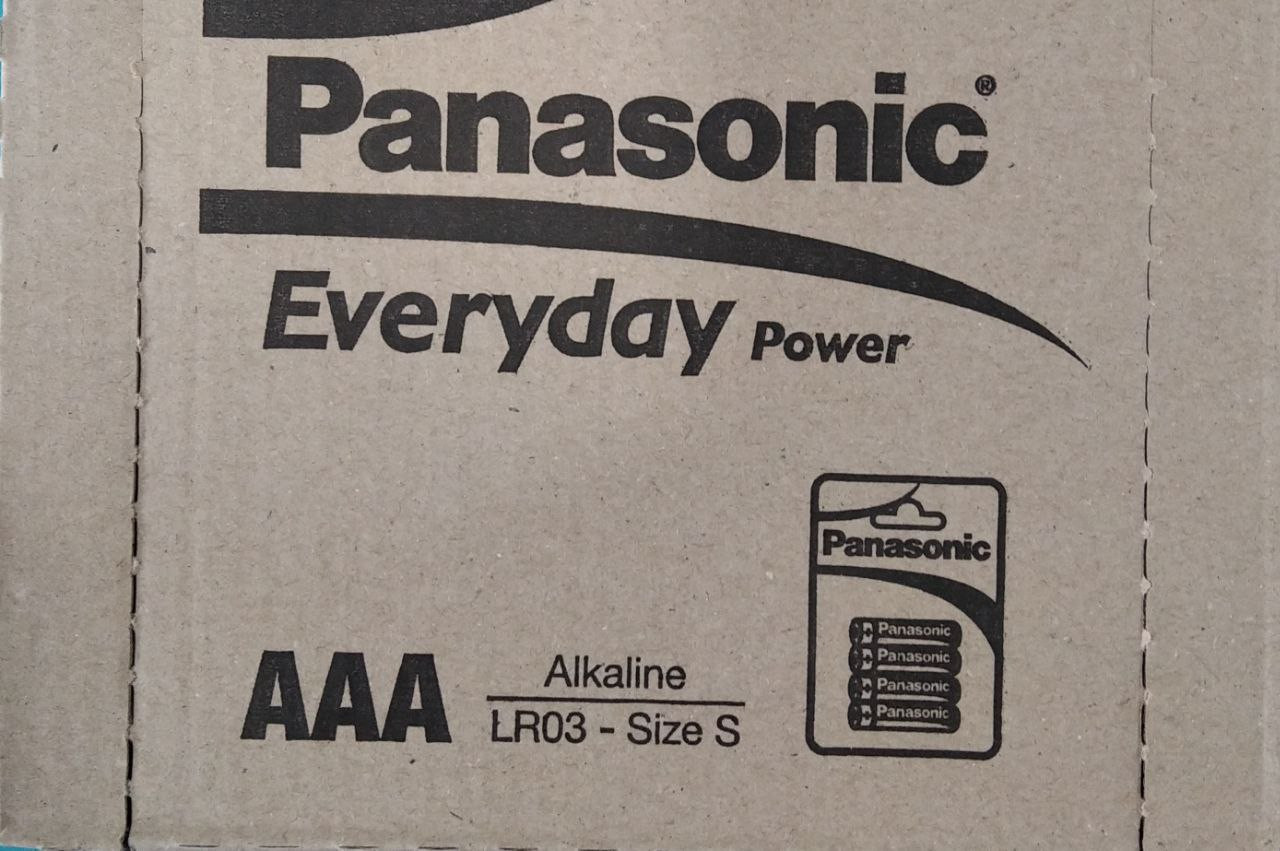 Panasonic®
Everyday Power
Panasonic
Panasonic
Panasonic
Panasonic
Panasonic
AAA
Alkaline
LR03 - Size S